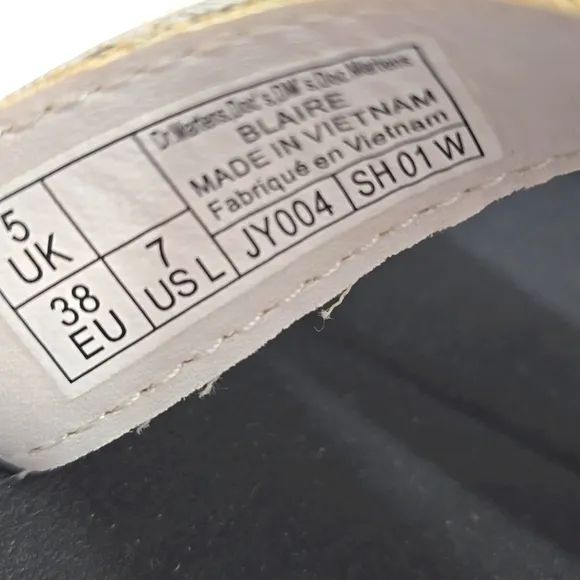 Dr.Martens,Doc's,DM's,Doc Martens
BLAIRE
MADE IN VIETNAM
Fabriqué en Vietnam
5
UK
38
EU
7
US L
JY004
SH 01 W